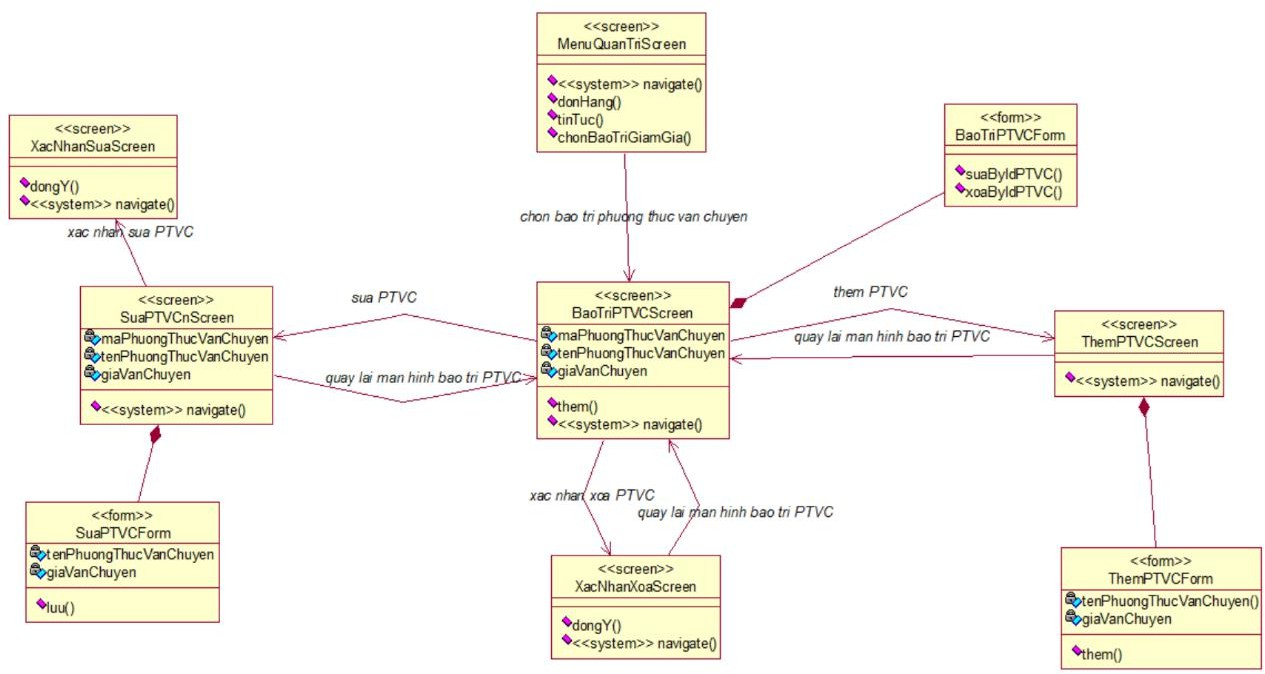 <<screen>>
MenuQuanTriScreen
<<system>> navigate()
donHang()
tinTuc()
chonBaoTriGiamGia()
<<form>>
BaoTriPTVCForm
suaByIdPTVC()
xoaByIdPTVC()
<<screen>>
XacNhanSuaScreen
dongY()
<<system>> navigate()
xac nhan sua PTVC
chon bao tri phuong thuc van chuyen
<<screen>>
SuaPTVCnScreen
maPhuongThucVanChuyen
tenPhuongThucVanChuyen
giaVanChuyen
<<system>> navigate()
sua PTVC
quay lai man hinh bao tri PTVC
<<screen>>
BaoTriPTVCScreen
maPhuongThucVanChuyen
tenPhuongThucVanChuyen
giaVanChuyen
them()
<<system>> navigate()
them PTVC
quay lai man hinh bao tri PTVC
<<screen>>
ThemPTVCScreen
<<system>> navigate()
<<form>>
SuaPTVCForm
tenPhuongThucVanChuyen
giaVanChuyen
luu()
xac nhan xoa PTVC
quay lai man hinh bao tri PTVC
<<screen>>
XacNhanXoaScreen
dongY()
<<system>> navigate()
<<form>>
ThemPTVCForm
tenPhuongThucVanChuyen()
giaVanChuyen
them()